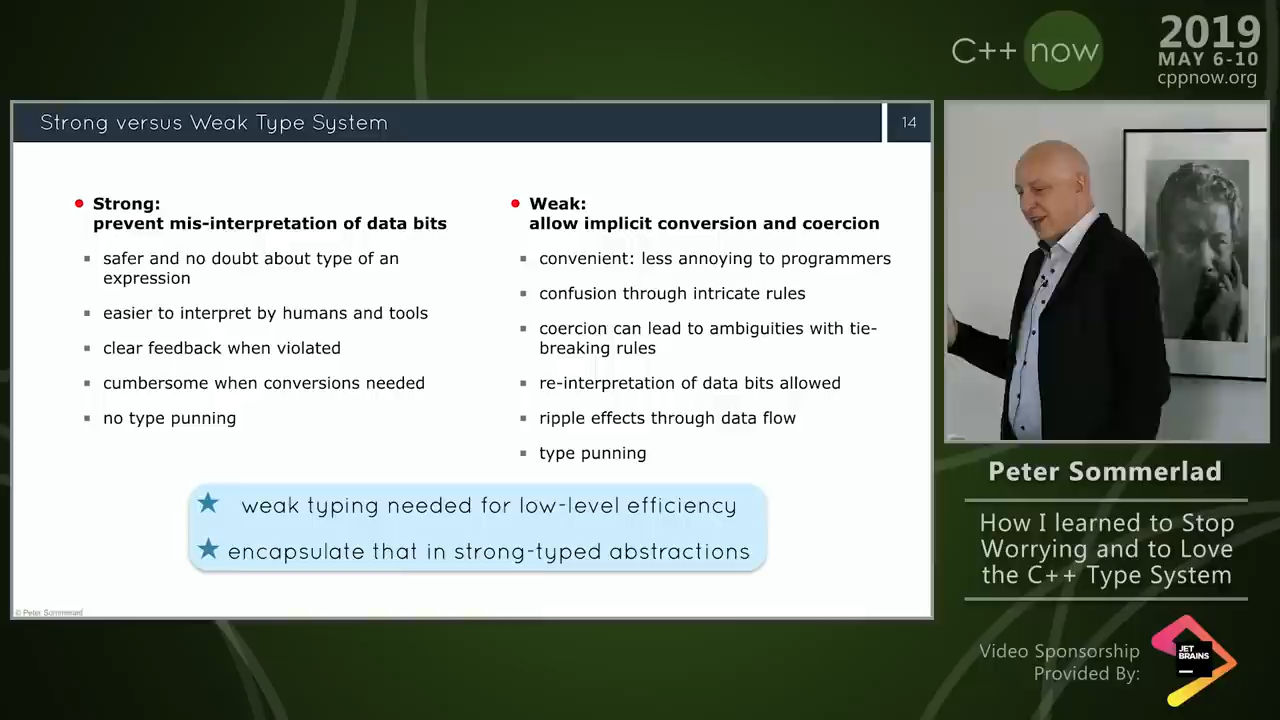 C++ now
2019
MAY 6-10
cppnow.org
Strong versus Weak Type System
14
Strong:
prevent mis-interpretation of data bits
safer and no doubt about type of an
expression
easier to interpret by humans and tools
clear feedback when violated
cumbersome when conversions needed
no type punning
Weak:
allow implicit conversion and coercion
convenient: less annoying to programmers
confusion through intricate rules
coercion can lead to ambiguities with tie-
breaking rules
re-interpretation of data bits allowed
ripple effects through data flow
type punning
weak typing needed for low-level efficiency
encapsulate that in strong-typed abstractions
© Peter Sommerlad
Peter Sommerlad
How I learned to Stop
Worrying and to Love
the C++ Type System
Video Sponsorship
Provided By:
JET
BRAINS